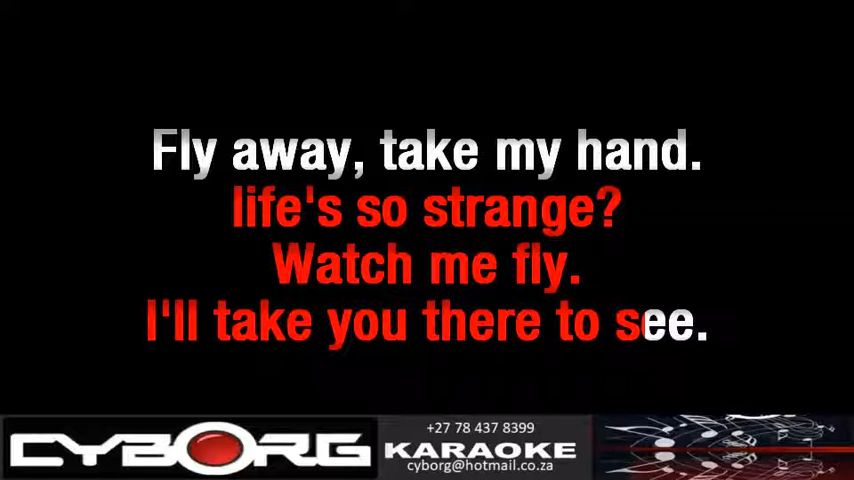 Fly away, take my hand.
life's so strange?
Watch me fly.
I'll take you there to see.
CYBORG
+27 78 437 8399
KARAOKE
cyborg@hotmail.co.za